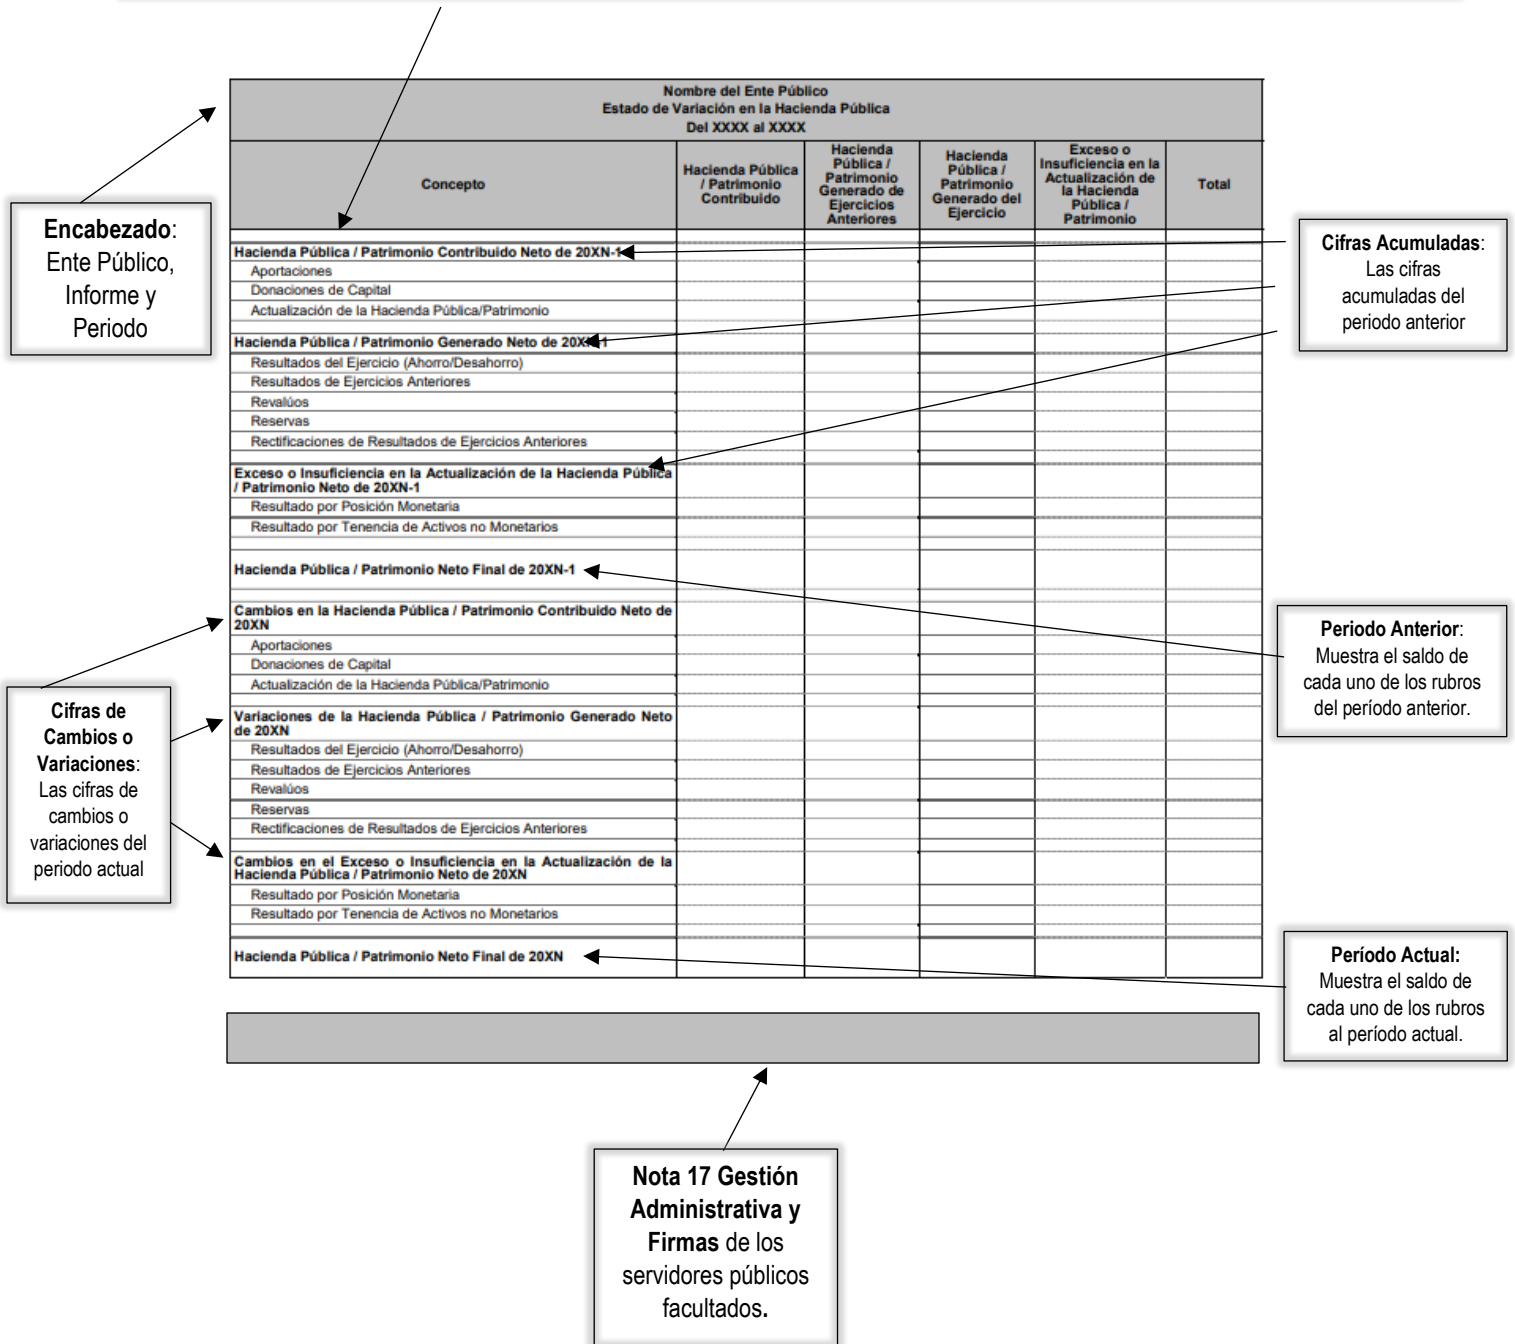 Nombre del Ente Público
Estado de Variación en la Hacienda Pública
Del XXXX al XXXX
Concepto
Hacienda Pública
/ Patrimonio
Contribuido
Hacienda
Pública /
Patrimonio
Generado de
Ejercicios
Anteriores
Hacienda
Pública /
Patrimonio
Generado del
Ejercicio
Exceso o
Insuficiencia en la
Actualización de
la Hacienda
Pública /
Patrimonio
Total
Encabezado:
Ente Público,
Informe y
Periodo
Hacienda Pública / Patrimonio Contribuido Neto de 20XN-1
Aportaciones
Donaciones de Capital
Actualización de la Hacienda Pública/Patrimonio
Cifras Acumuladas:
Las cifras
acumuladas del
periodo anterior
Hacienda Pública / Patrimonio Generado Neto de 20XN-1
Resultados del Ejercicio (Ahorro/Desahorro)
Resultados de Ejercicios Anteriores
Revalúos
Reservas
Rectificaciones de Resultados de Ejercicios Anteriores
Exceso o Insuficiencia en la Actualización de la Hacienda Pública
/ Patrimonio Neto de 20XN-1
Resultado por Posición Monetaria
Resultado por Tenencia de Activos no Monetarios
Hacienda Pública / Patrimonio Neto Final de 20XN-1
Cambios en la Hacienda Pública / Patrimonio Contribuido Neto de
20XN
Aportaciones
Donaciones de Capital
Actualización de la Hacienda Pública/Patrimonio
Periodo Anterior:
Muestra el saldo de
cada uno de los rubros
del período anterior.
Cifras de
Cambios o
Variaciones:
Las cifras de
cambios o
variaciones del
periodo actual
Variaciones de la Hacienda Pública / Patrimonio Generado Neto
de 20XN
Resultados del Ejercicio (Ahorro/Desahorro)
Resultados de Ejercicios Anteriores
Revalúos
Reservas
Rectificaciones de Resultados de Ejercicios Anteriores
Cambios en el Exceso o Insuficiencia en la Actualización de la
Hacienda Pública / Patrimonio Neto de 20XN
Resultado por Posición Monetaria
Resultado por Tenencia de Activos no Monetarios
Hacienda Pública / Patrimonio Neto Final de 20XN
Período Actual:
Muestra el saldo de
cada uno de los rubros
al período actual.
Nota 17 Gestión
Administrativa y
Firmas de los
servidores públicos
facultados.